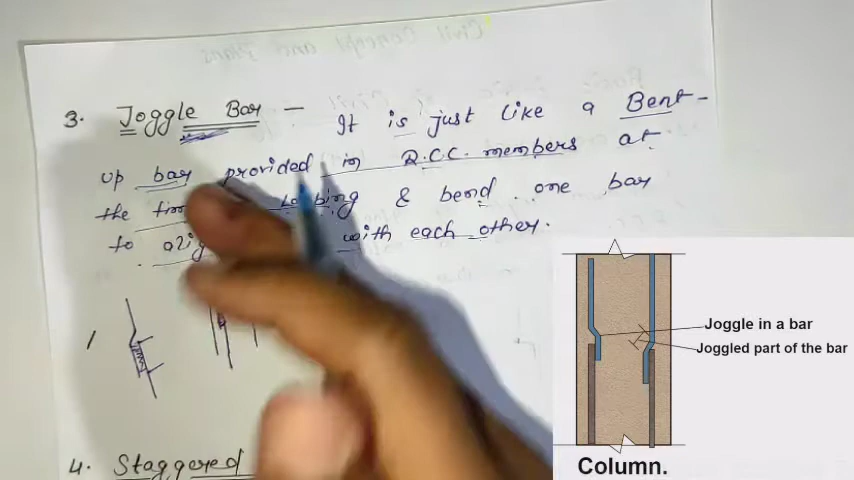 3. Joggle Bar - It is just like a Bent-
up bar provided in R.C.C. members at
the Lapping & bend one bar
to with each other.
Joggle in a bar
Joggled part of the bar
Column.
4. Staggered